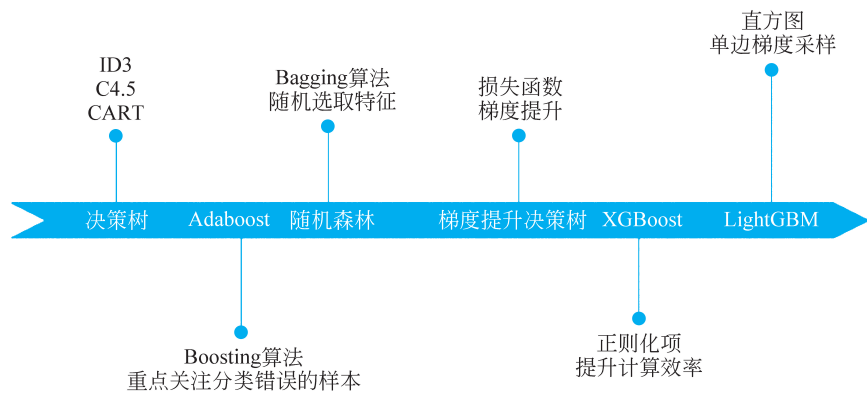 直方图
单边梯度采样
ID3
C4.5
CART
Bagging算法
随机选取特征
损失函数
梯度提升
决策树
Adaboost
随机森林
梯度提升决策树
XGBoost
LightGBM
Boosting算法
重点关注分类错误的样本
正则化项
提升计算效率